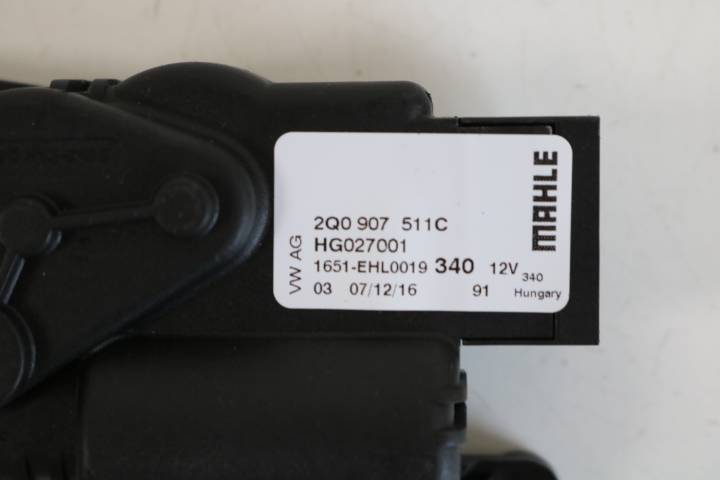 VW AG
2Q0 907 511C
HG027001
1651-EHL0019 340 12V 340
03 07/12/16 91 Hungary
MAHLE